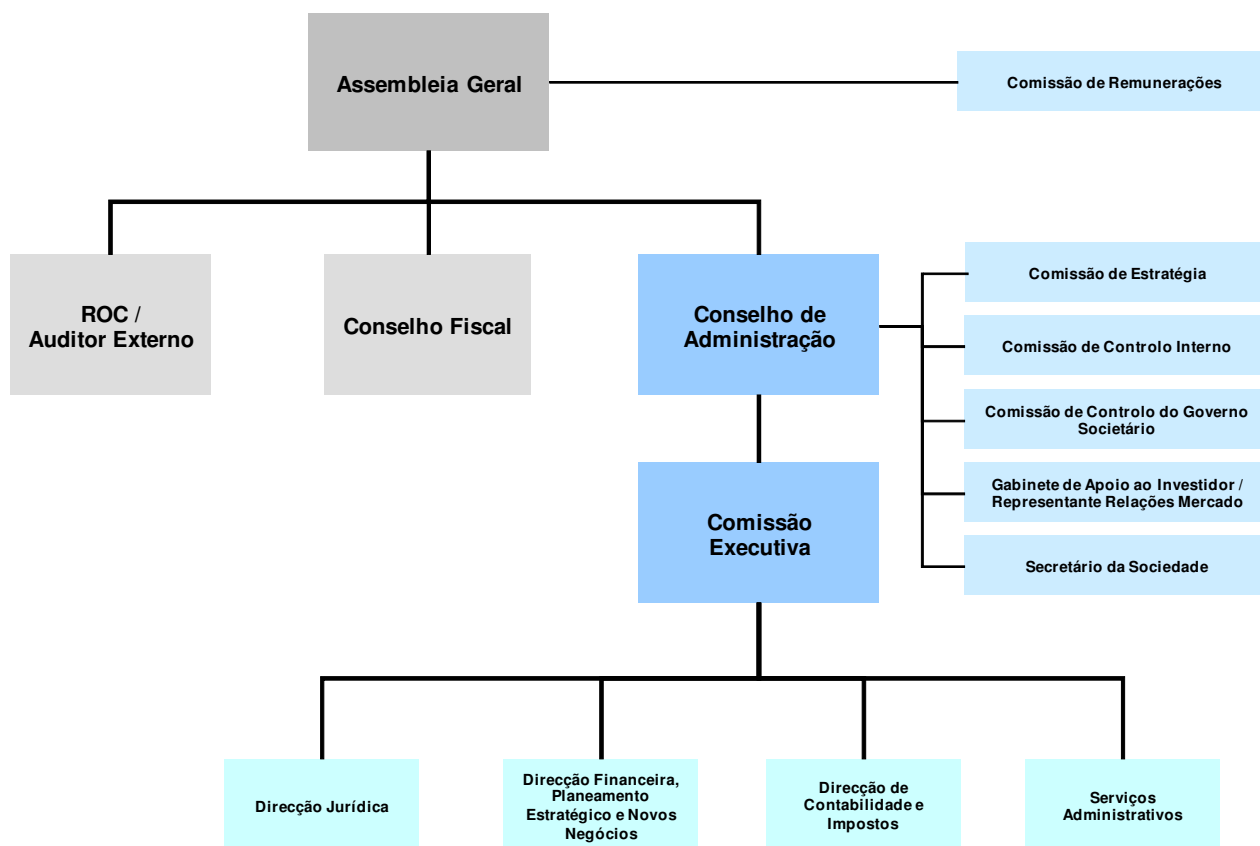 Assembleia Geral
Comissão de Remunerações
ROC /
Auditor Externo
Conselho Fiscal
Conselho de
Administração
Comissão de Estratégia
Comissão de Controlo Interno
Comissão de Controlo do Governo
Societário
Gabinete de Apoio ao Investidor /
Representante Relações Mercado
Secretário da Sociedade
Comissão
Executiva
Direcção Jurídica
Direcção Financeira,
Planeamento
Estratégico e Novos
Negócios
Direcção de
Contabilidade e
Impostos
Serviços
Administrativos